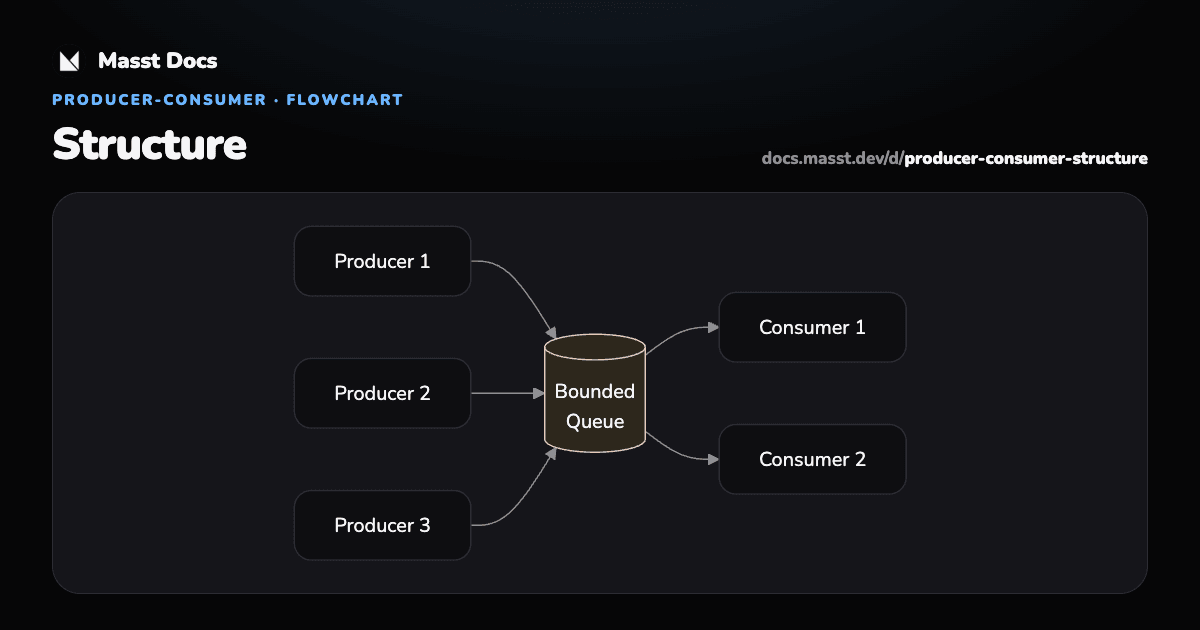 Masst Docs
PRODUCER-CONSUMER · FLOWCHART
Structure
docs.masst.dev/d/producer-consumer-structure
Producer 1
Producer 2
Producer 3
Bounded
Queue
Consumer 1
Consumer 2